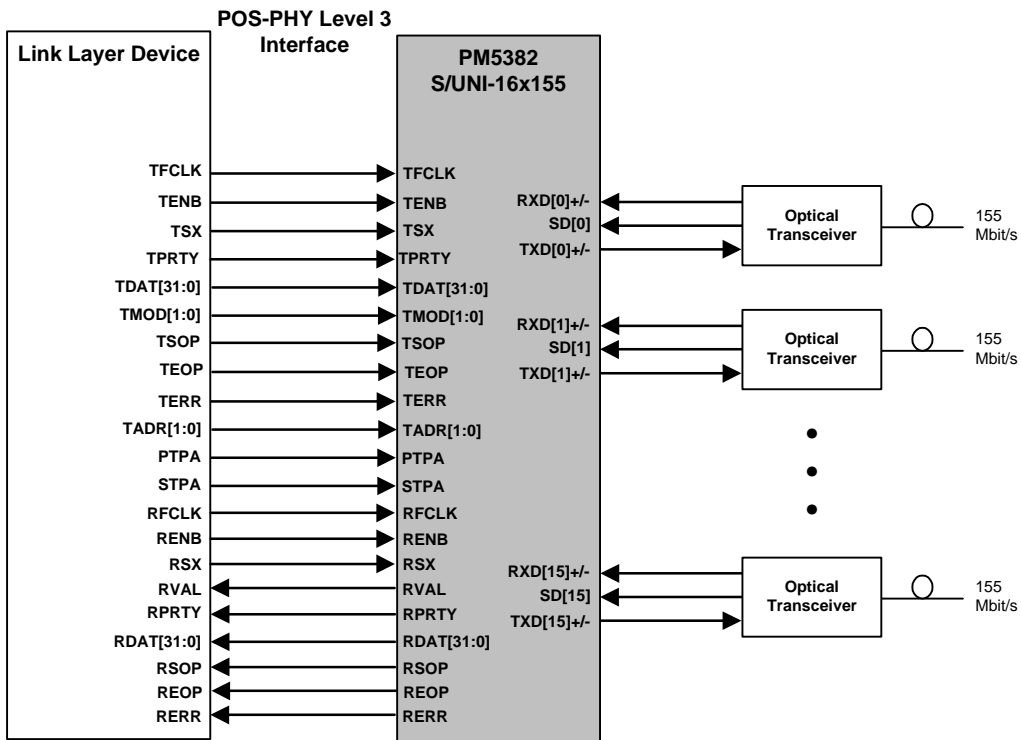 POS-PHY Level 3
Interface
Link Layer Device
PM5382
S/UNI-16x155
TFCLK
TENB
TSX
TPRTY
TDAT[31:0]
TMOD[1:0]
TSOP
TEOP
TERR
TADR[1:0]
PTPA
STPA
RFCLK
RENB
RSX
RVAL
RPRTY
RDAT[31:0]
RSOP
REOP
RERR
TFCLK
TENB
TSX
TPRTY
TDAT[31:0]
TMOD[1:0]
TSOP
TEOP
TERR
TADR[1:0]
PTPA
STPA
RFCLK
RENB
RSX
RVAL
RPRTY
RDAT[31:0]
RSOP
REOP
RERR
RXD[0]+/-
SD[0]
TXD[0]+/-
Optical
Transceiver
155
Mbit/s
RXD[1]+/-
SD[1]
TXD[1]+/-
Optical
Transceiver
155
Mbit/s
RXD[15]+/-
SD[15]
TXD[15]+/-
Optical
Transceiver
155
Mbit/s